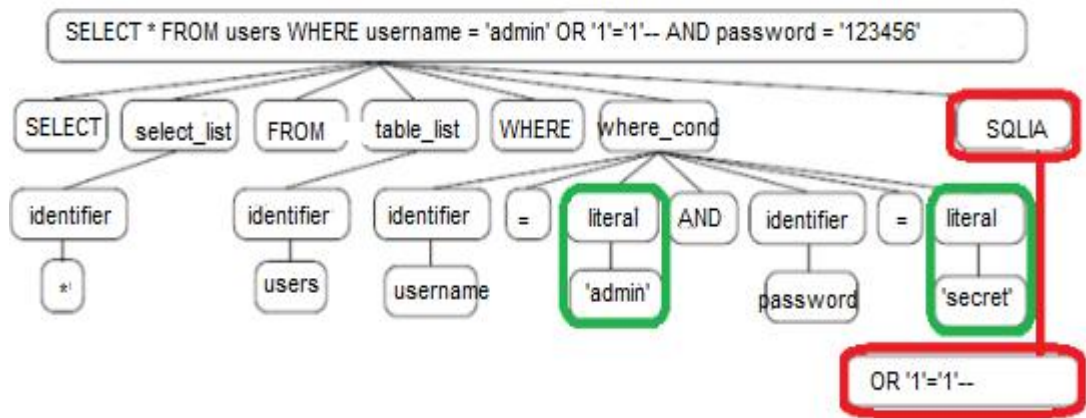 SELECT * FROM users WHERE username = 'admin' OR '1'='1'-- AND password = '123456'
SELECT select_list FROM table_list WHERE where_cond SQLIA
identifier identifier identifier = literal AND identifier = literal
*' users username 'admin' password 'secret'
OR '1'='1'--